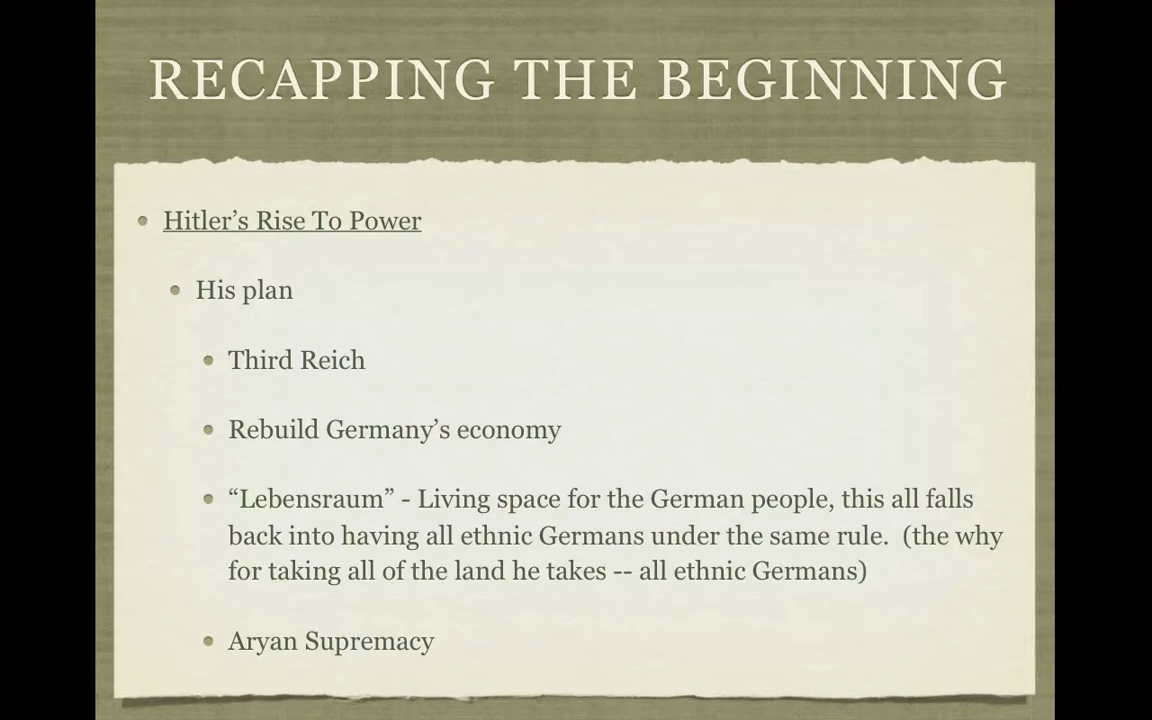 RECAPPING THE BEGINNING
• Hitler’s Rise To Power
• His plan
• Third Reich
• Rebuild Germany’s economy
• “Lebensraum” - Living space for the German people, this all falls
back into having all ethnic Germans under the same rule.  (the why
for taking all of the land he takes -- all ethnic Germans)
• Aryan Supremacy